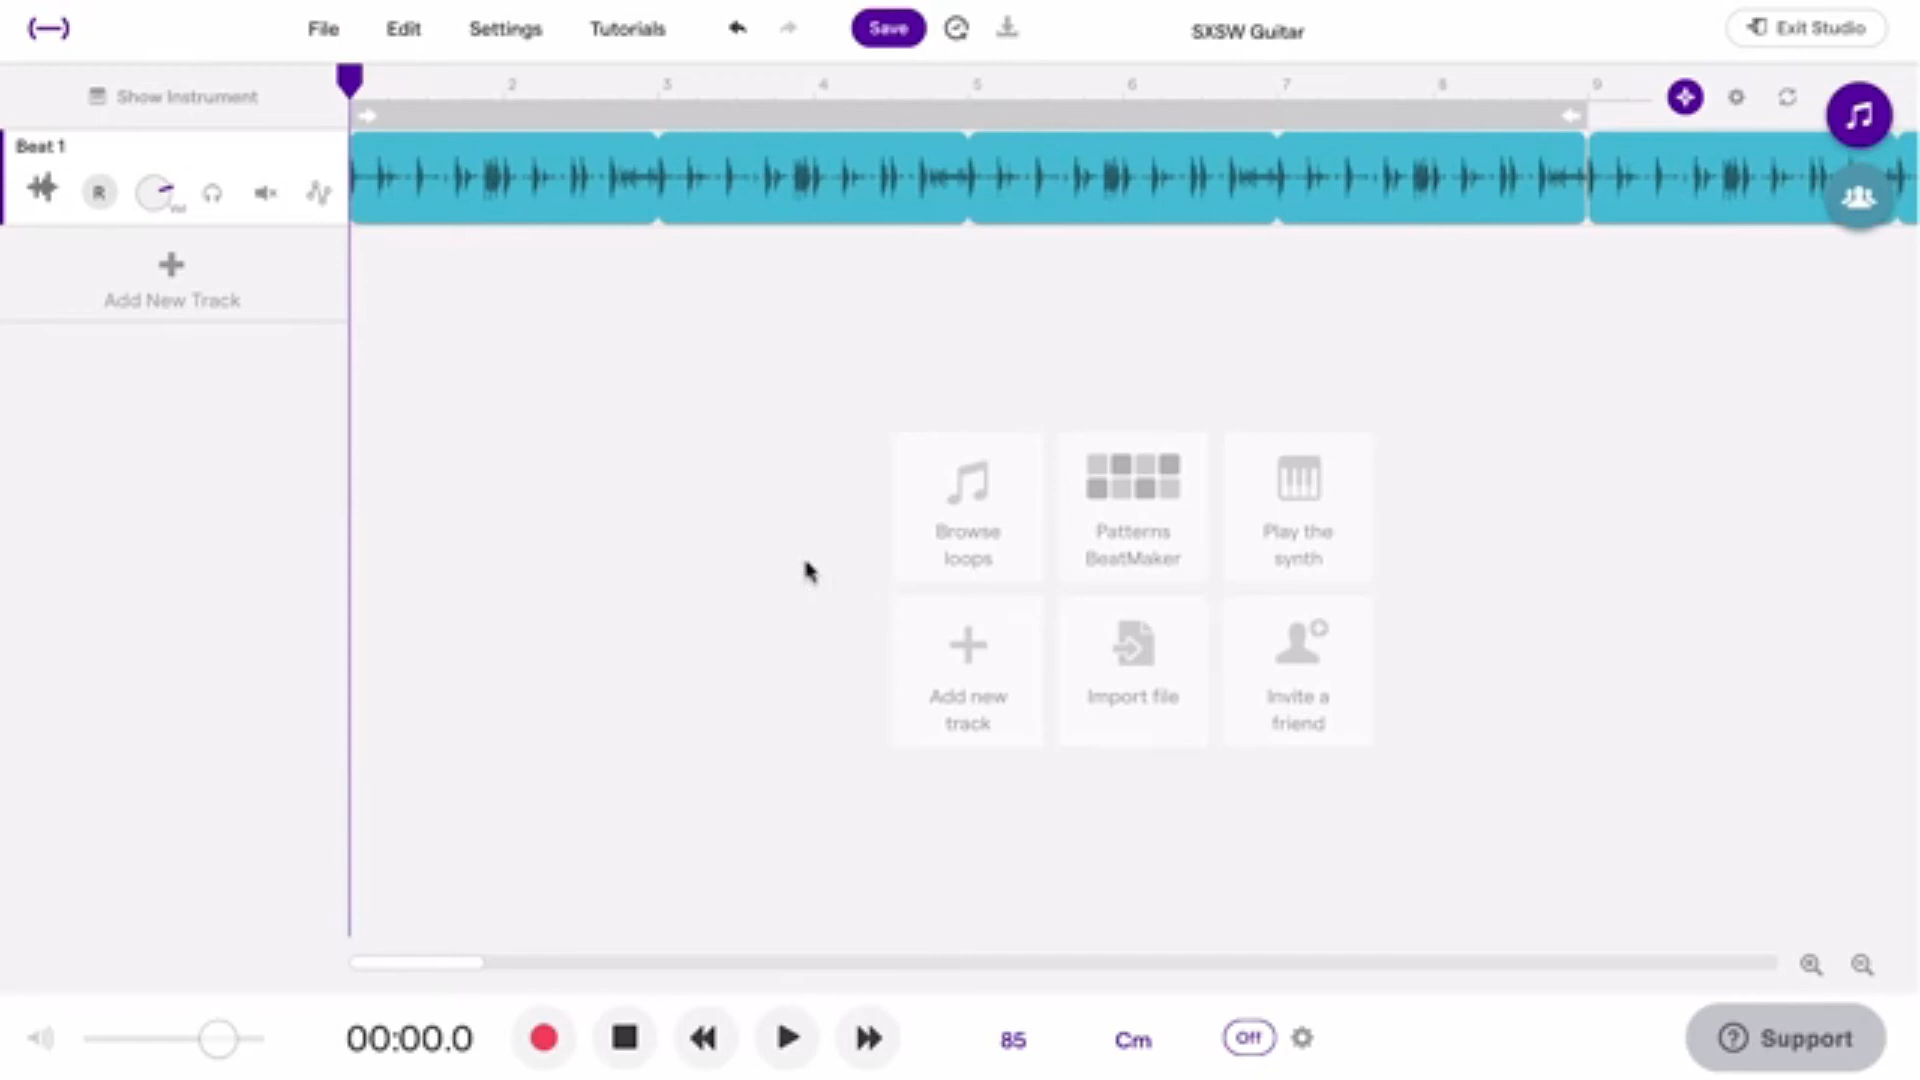 File Edit Settings Tutorials Save SXSW Guitar Exit Studio
Show Instrument
2 3 4 5 6 7 8 9
Beat 1
R
Vol
Add New Track
Browse
loops
Patterns
BeatMaker
Play the
synth
Add new
track
Import file
Invite a
friend
00:00.0 85 Cm Off Support